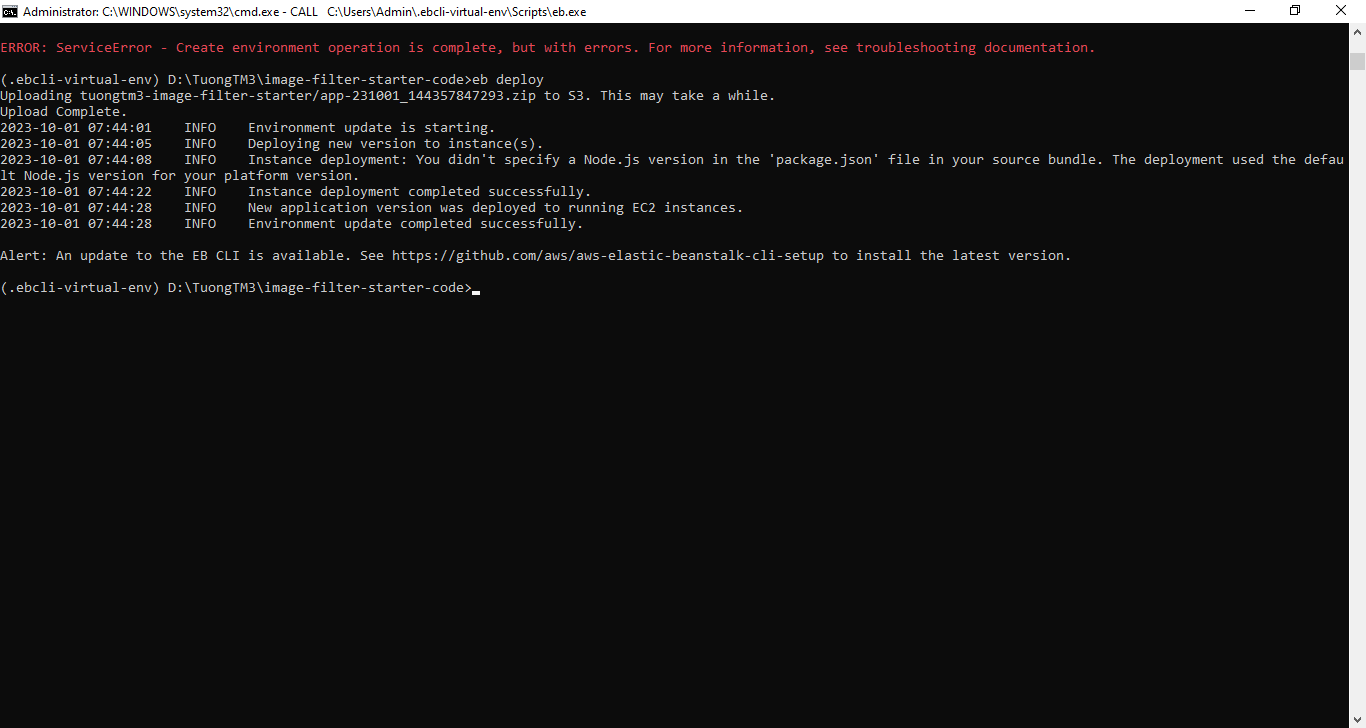 Administrator: C:\WINDOWS\system32\cmd.exe - CALL  C:\Users\Admin\.ebcli-virtual-env\Scripts\eb.exe
ERROR: ServiceError - Create environment operation is complete, but with errors. For more information, see troubleshooting documentation.
(.ebcli-virtual-env) D:\TuongTM3\image-filter-starter-code>eb deploy
Uploading tuongtm3-image-filter-starter/app-231001_144357847293.zip to S3. This may take a while.
Upload Complete.
2023-10-01 07:44:01    INFO    Environment update is starting.
2023-10-01 07:44:05    INFO    Deploying new version to instance(s).
2023-10-01 07:44:08    INFO    Instance deployment: You didn't specify a Node.js version in the 'package.json' file in your source bundle. The deployment used the defau
lt Node.js version for your platform version.
2023-10-01 07:44:22    INFO    Instance deployment completed successfully.
2023-10-01 07:44:28    INFO    New application version was deployed to running EC2 instances.
2023-10-01 07:44:28    INFO    Environment update completed successfully.
Alert: An update to the EB CLI is available. See https://github.com/aws/aws-elastic-beanstalk-cli-setup to install the latest version.
(.ebcli-virtual-env) D:\TuongTM3\image-filter-starter-code>